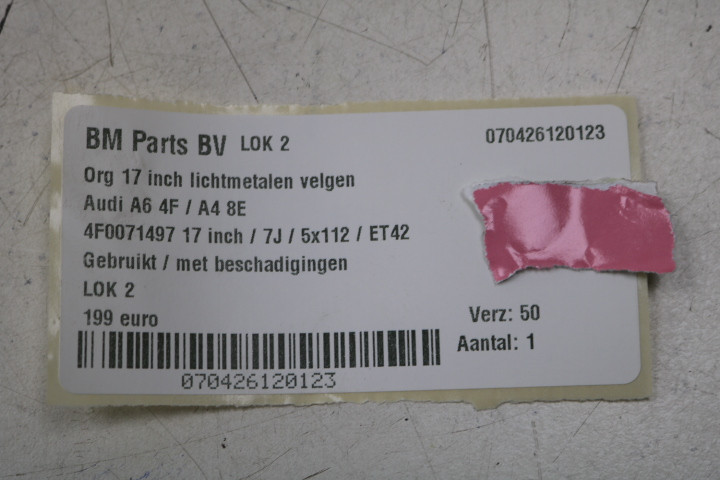 BM Parts BV LOK 2 070426120123
Org 17 inch lichtmetalen velgen
Audi A6 4F / A4 8E
4F0071497 17 inch / 7J / 5x112 / ET42
Gebruikt / met beschadigingen
LOK 2
199 euro Verz: 50
Aantal: 1
070426120123